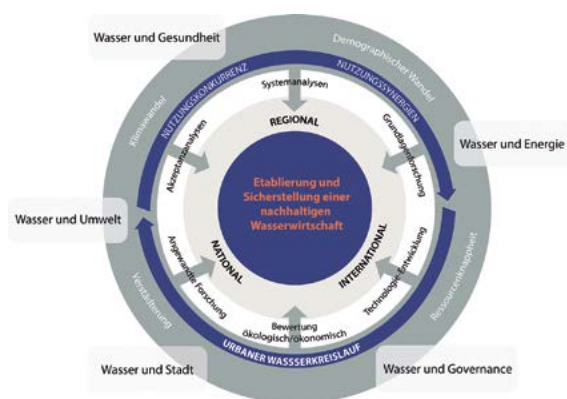 Wasser und Gesundheit
Demographischer Wandel
NUTZUNGSKONKURRENZ
NUTZUNGSSYNERGIEN
Klimawandel
Systemanalysen
REGIONAL
Akzeptanzanalysen
Grundlagenforschung
Wasser und Energie
Etablierung und
Sicherstellung einer
nachhaltigen
Wasserwirtschaft
Wasser und Umwelt
NATIONAL
INTERNATIONAL
Angewandte Forschung
Technologie-Entwicklung
Verstädterung
Ressourcenknappheit
Bewertung
ökologisch/ökonomisch
URBANER WASSSERKREISLAUF
Wasser und Stadt
Wasser und Governance